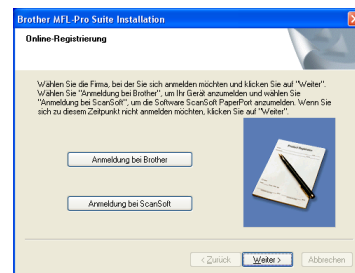 Brother MFL-Pro Suite Installation
Online-Registrierung
Wählen Sie die Firma, bei der Sie sich anmelden möchten und klicken Sie auf "Weiter".
Wählen Sie "Anmeldung bei Brother", um Ihr Gerät anzumelden und wählen Sie
"Anmeldung bei ScanSoft", um die Software ScanSoft PaperPort anzumelden. Wenn Sie
sich zu diesem Zeitpunkt nicht anmelden möchten, klicken Sie auf "Weiter".
Anmeldung bei Brother
Anmeldung bei ScanSoft
< Zurück Weiter > Abbrechen